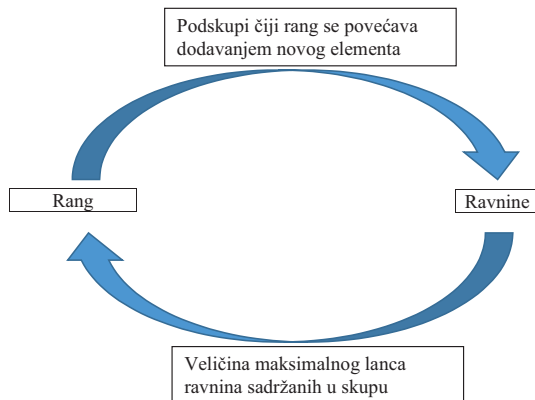 Podskupi čiji rang se povećava
dodavanjem novog elementa
Rang
Ravnine
Veličina maksimalnog lanca
ravnina sadržanih u skupu